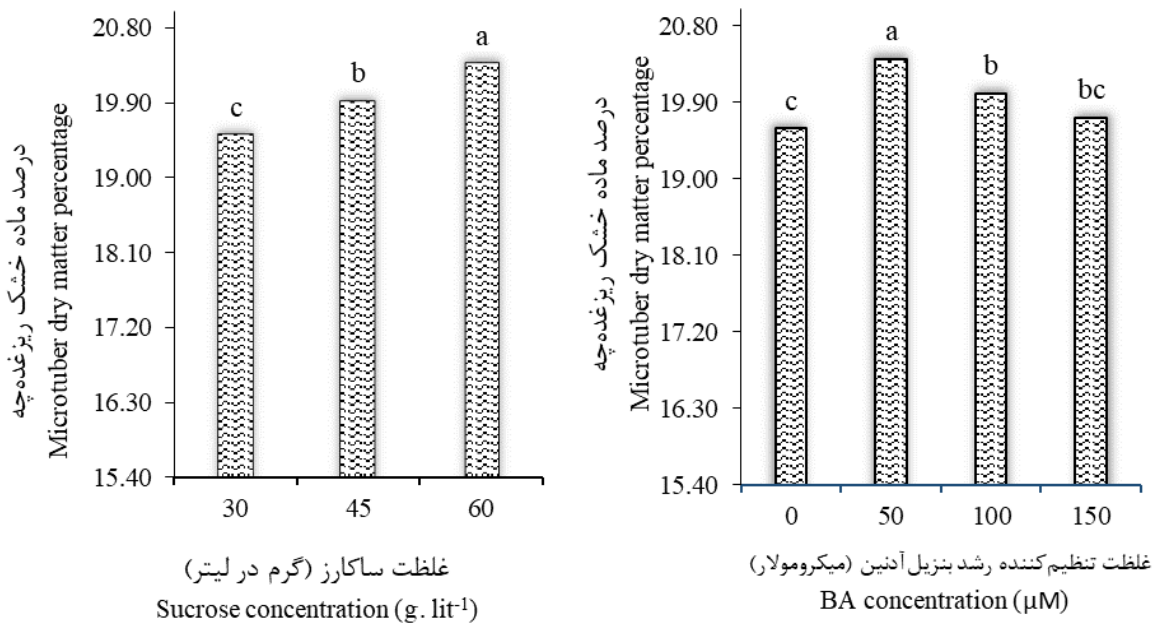 درصد ماده خشک ریزغده‌چه
Microtuber dry matter percentage
20.80
19.90
19.00
18.10
17.20
16.30
15.40
c
b
a
30 45 60
غلظت ساکارز (گرم در لیتر)
Sucrose concentration (g. lit⁻¹)
درصد ماده خشک ریزغده‌چه
Microtuber dry matter percentage
20.80
19.90
19.00
18.10
17.20
16.30
15.40
c
a
b
bc
0 50 100 150
غلظت تنظیم‌کننده رشد بنزیل‌آدنین (میکرومولار)
BA concentration (µM)